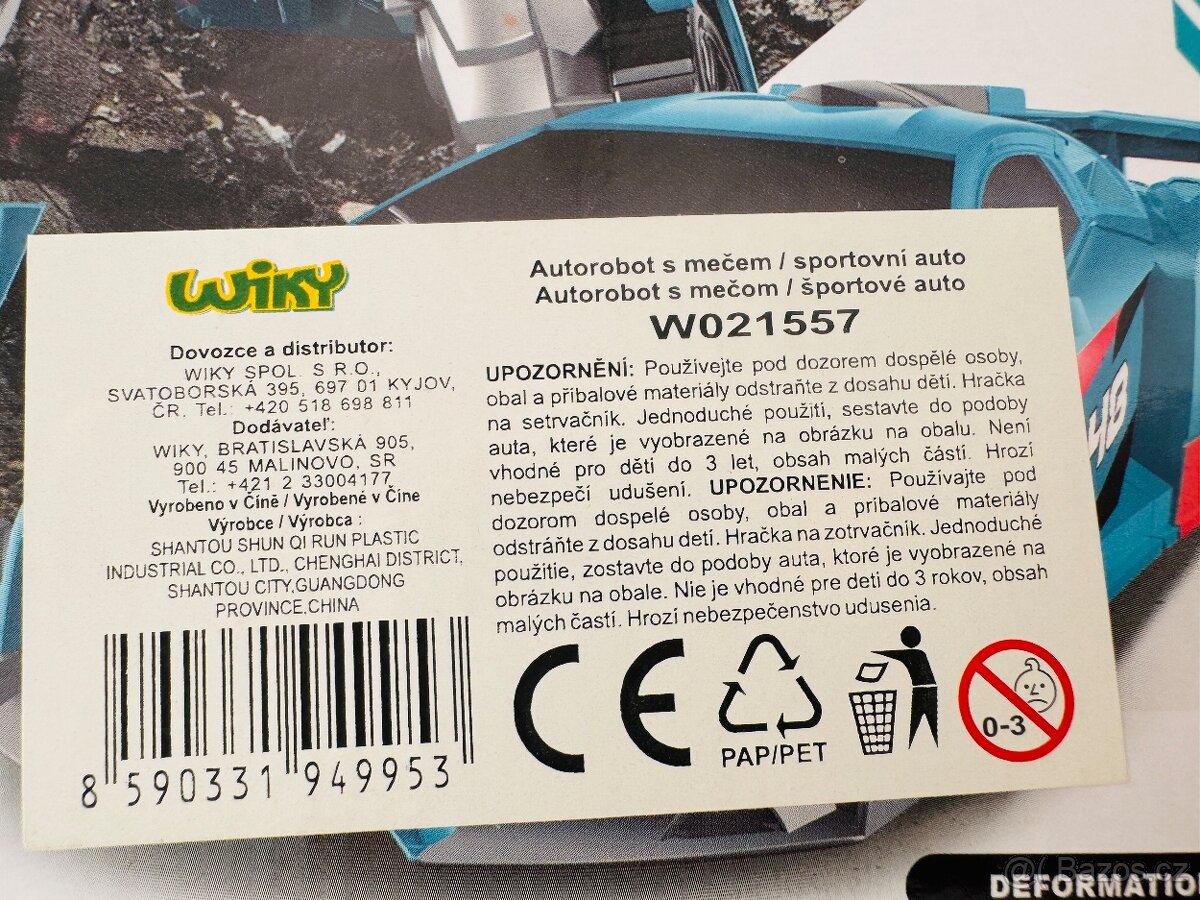 WIKY
Dovozce a distributor:
WIKY SPOL. S R.O.,
SVATOBORSKÁ 395, 697 01 KYJOV,
ČR. Tel.: +420 518 698 811
Dodávateľ:
WIKY, BRATISLAVSKÁ 905,
900 45 MALINOVO, SR
Tel.: +421 2 33004177
Vyrobeno v Číně / Vyrobené v Číne
Výrobce / Výrobca :
SHANTOU SHUN QI RUN PLASTIC
INDUSTRIAL CO., LTD., CHENGHAI DISTRICT,
SHANTOU CITY,GUANGDONG
PROVINCE,CHINA
8 590331 949953
Autorobot s mečem / sportovní auto
Autorobot s mečom / športové auto
W021557
UPOZORNĚNÍ: Používejte pod dozorem dospělé osoby,
obal a přibalové materiály odstraňte z dosahu dětí. Hračka
na setrvačník. Jednoduché použití, sestavte do podoby
auta, které je vyobrazené na obrázku na obalu. Není
vhodné pro děti do 3 let, obsah malých částí. Hrozí
nebezpečí udušení. UPOZORNENIE: Používajte pod
dozorom dospelé osoby, obal a príbalové materiály
odstráňte z dosahu detí. Hračka na zotrvačník. Jednoduché
použitie, zostavte do podoby auta, ktoré je vyobrazené na
obrázku na obale. Nie je vhodné pre deti do 3 rokov, obsah
malých častí. Hrozí nebezpečenstvo udusenia.
CE
PAP/PET
0-3
H8
@( Bazos.cz
DEFORMATIO